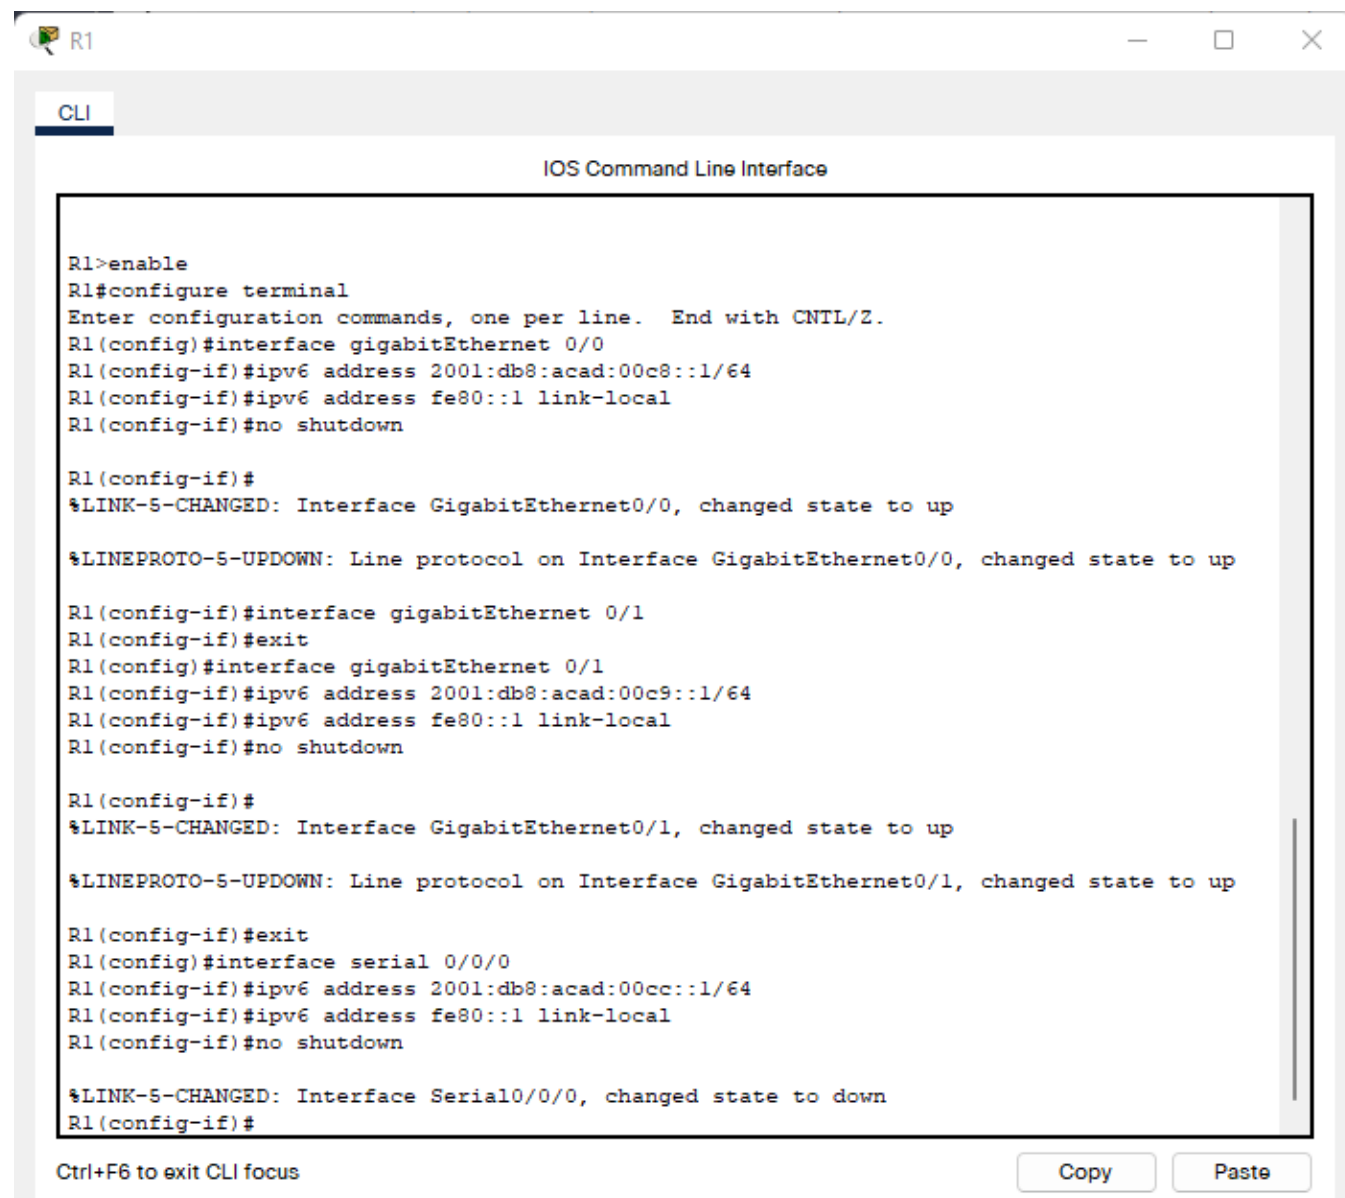 R1
CLI
IOS Command Line Interface
R1>enable
R1#configure terminal
Enter configuration commands, one per line.  End with CNTL/Z.
R1(config)#interface gigabitEthernet 0/0
R1(config-if)#ipv6 address 2001:db8:acad:00c8::1/64
R1(config-if)#ipv6 address fe80::1 link-local
R1(config-if)#no shutdown
R1(config-if)#
%LINK-5-CHANGED: Interface GigabitEthernet0/0, changed state to up
%LINEPROTO-5-UPDOWN: Line protocol on Interface GigabitEthernet0/0, changed state to up
R1(config-if)#interface gigabitEthernet 0/1
R1(config-if)#exit
R1(config)#interface gigabitEthernet 0/1
R1(config-if)#ipv6 address 2001:db8:acad:00c9::1/64
R1(config-if)#ipv6 address fe80::1 link-local
R1(config-if)#no shutdown
R1(config-if)#
%LINK-5-CHANGED: Interface GigabitEthernet0/1, changed state to up
%LINEPROTO-5-UPDOWN: Line protocol on Interface GigabitEthernet0/1, changed state to up
R1(config-if)#exit
R1(config)#interface serial 0/0/0
R1(config-if)#ipv6 address 2001:db8:acad:00cc::1/64
R1(config-if)#ipv6 address fe80::1 link-local
R1(config-if)#no shutdown
%LINK-5-CHANGED: Interface Serial0/0/0, changed state to down
R1(config-if)#
Ctrl+F6 to exit CLI focus
Copy
Paste